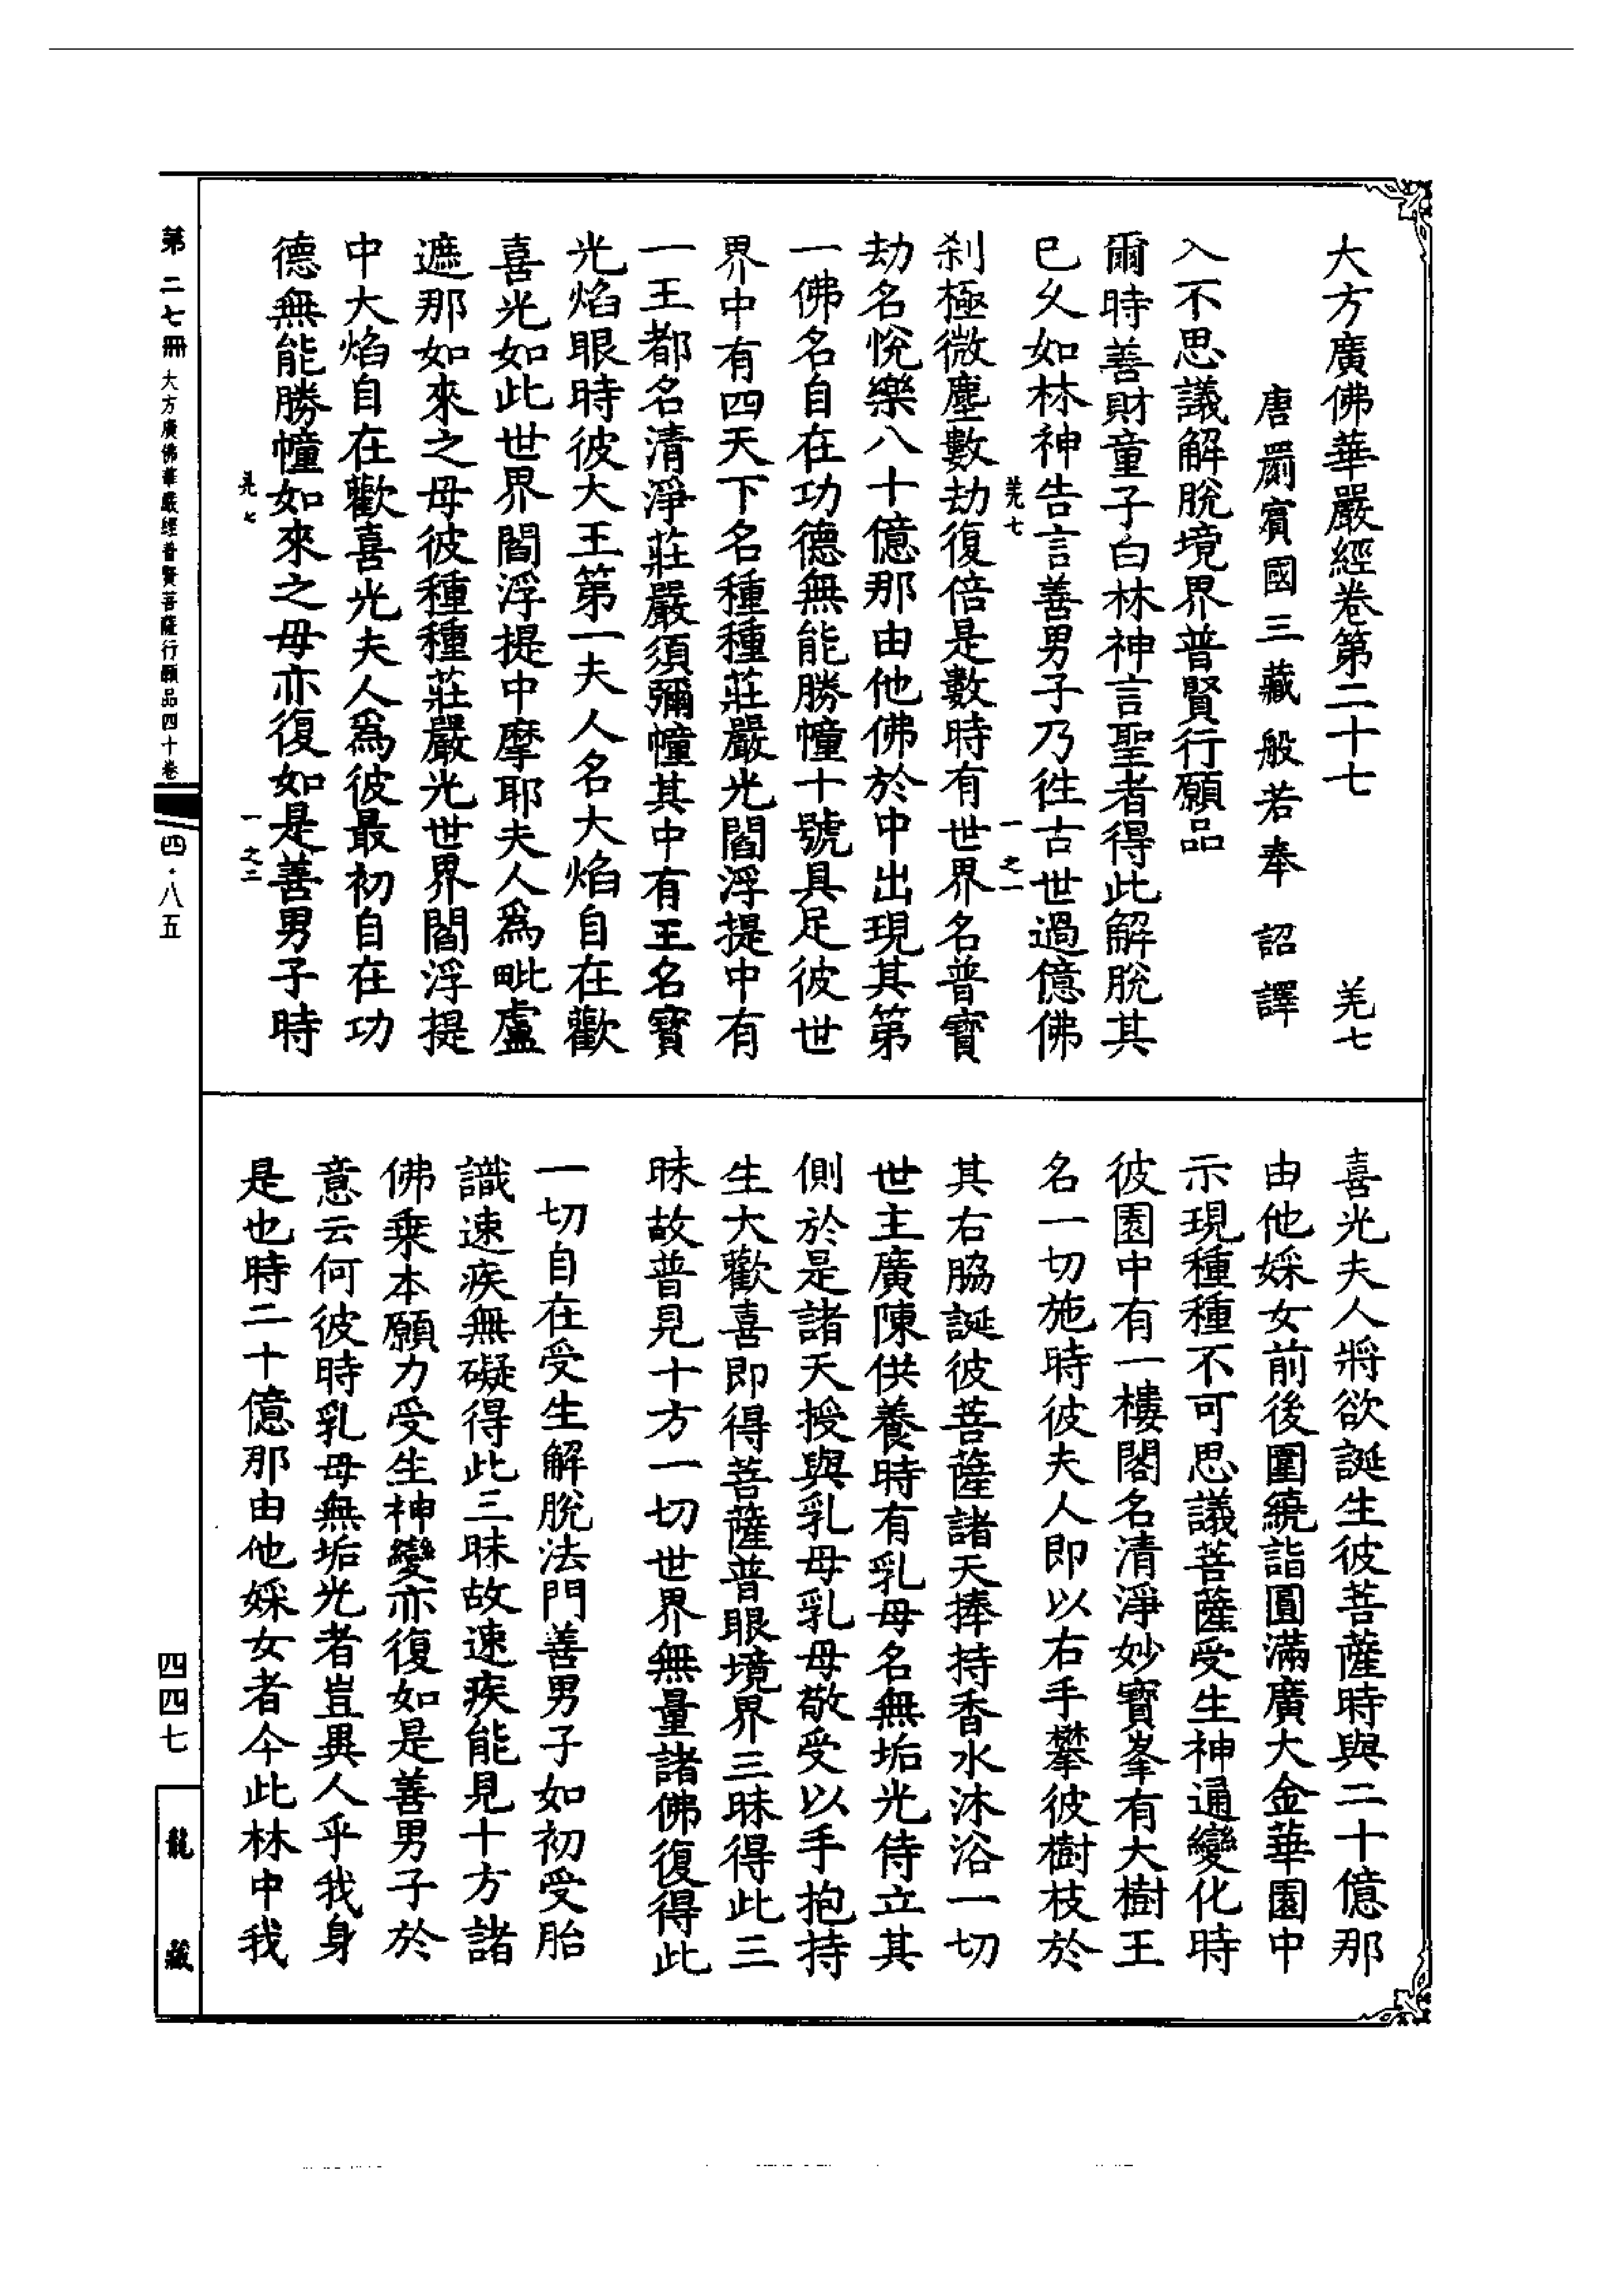 大方廣佛華嚴經卷第二十七 羌七
唐罽賓國三藏般若奉 詔譯
入不思議解脫境界普賢行願品
爾時善財童子白林神言聖者得此解脫其
已久如林神告言善男子乃徃古世過億佛
羌七 一之一
剎極微塵數劫復倍是數時有世界名普寶
劫名悅樂八十億那由他佛於中出現其第
一佛名自在功德無能勝幢十號具足彼世
界中有四天下名種種莊嚴光閻浮提中有
一王都名清淨莊嚴須彌幢其中有王名寶
光焰眼時彼大王第一夫人名大焰自在歡
喜光如此世界閻浮提中摩耶夫人爲毗盧
遮那如來之母彼種種莊嚴光世界閻浮提
中大焰自在歡喜光夫人爲彼最初自在功
德無能勝幢如來之母亦復如是善男子時
羌七 一之二
喜光夫人將欲誕生彼菩薩時與二十億那
由他婇女前後圍繞詣圓滿廣大金華園中
示現種種不可思議菩薩受生神通變化時
彼園中有一樓閣名清淨妙寶峯有大樹王
名一切施時彼夫人即以右手攀彼樹枝於
其右脇誕彼菩薩諸天捧持香水沐浴一切
世主廣陳供養時有乳母名無垢光侍立其
側於是諸天授與乳母乳母敬受以手抱持
生大歡喜即得菩薩普眼境界三昧得此三
昧故普見十方一切世界無量諸佛復得此
一切自在受生解脫法門善男子如初受胎
識速疾無礙得此三昧故速疾能見十方諸
佛乗本願力受生神變亦復如是善男子於
意云何彼時乳母無垢光者豈異人乎我身
是也時二十億那由他婇女者今此林中我
第二七冊 大方廣佛華嚴經普賢菩薩行願品四十卷 四·八五
四四七 龍藏